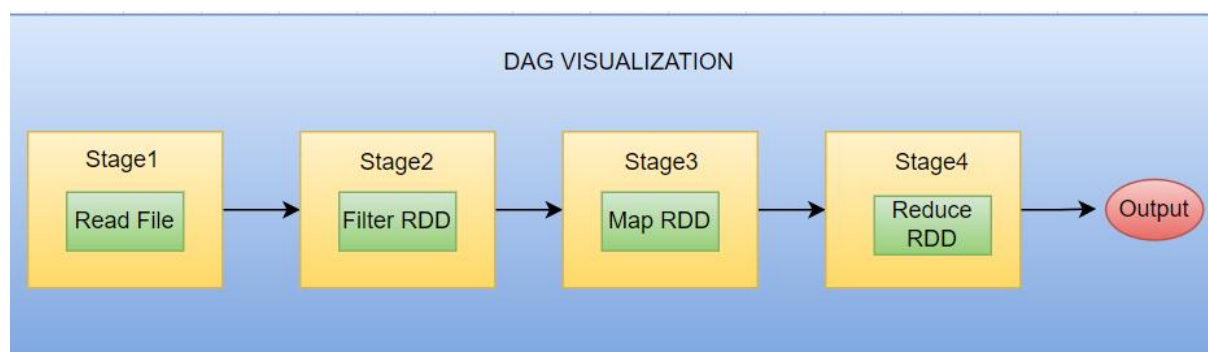 DAG VISUALIZATION
Stage1
Read File
Stage2
Filter RDD
Stage3
Map RDD
Stage4
Reduce
RDD
Output